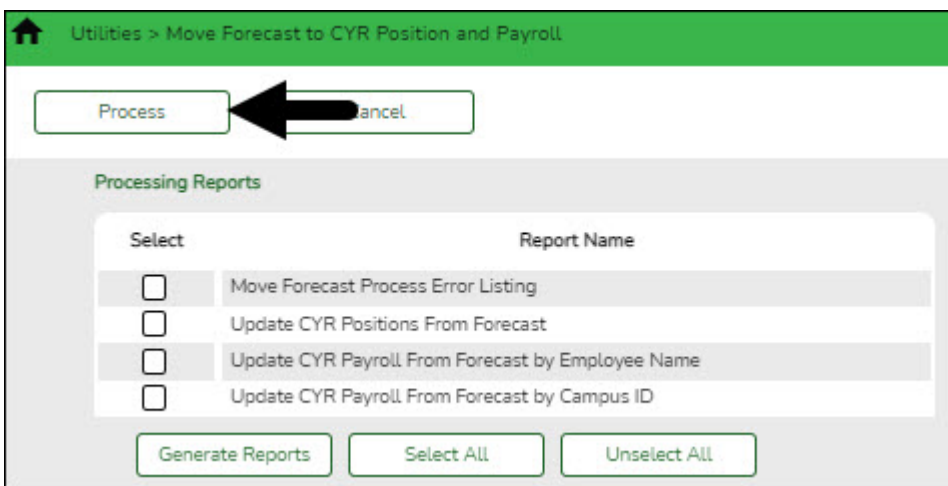 Utilities > Move Forecast to CYR Position and Payroll
Process ancel
Processing Reports
Select Report Name
Move Forecast Process Error Listing
Update CYR Positions From Forecast
Update CYR Payroll From Forecast by Employee Name
Update CYR Payroll From Forecast by Campus ID
Generate Reports Select All Unselect All